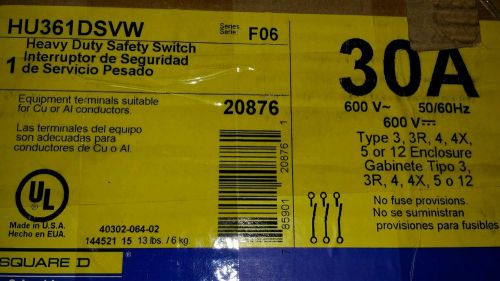 HU361DSVW
Series
Serie F06
Heavy Duty Safety Switch
1 Interruptor de Seguridad
de Servicio Pesado
Equipment terminals suitable
for Cu or Al conductors.
20876
Las terminales del equipo
son adecuadas para
conductores de Cu o Al.
UL
®
Made in U.S.A.
Hecho en EUA.
40302-064-02
144521 15 13 lbs. / 6 kg
7 85901 20876 1
30A
600 V~ 50/60Hz
600 V⎓
Type 3, 3R, 4, 4X,
5 or 12 Enclosure
Gabinete Tipo 3,
3R, 4, 4X, 5 o 12
No fuse provisions.
No se suministran
provisiones para fusibles
SQUARE D ®